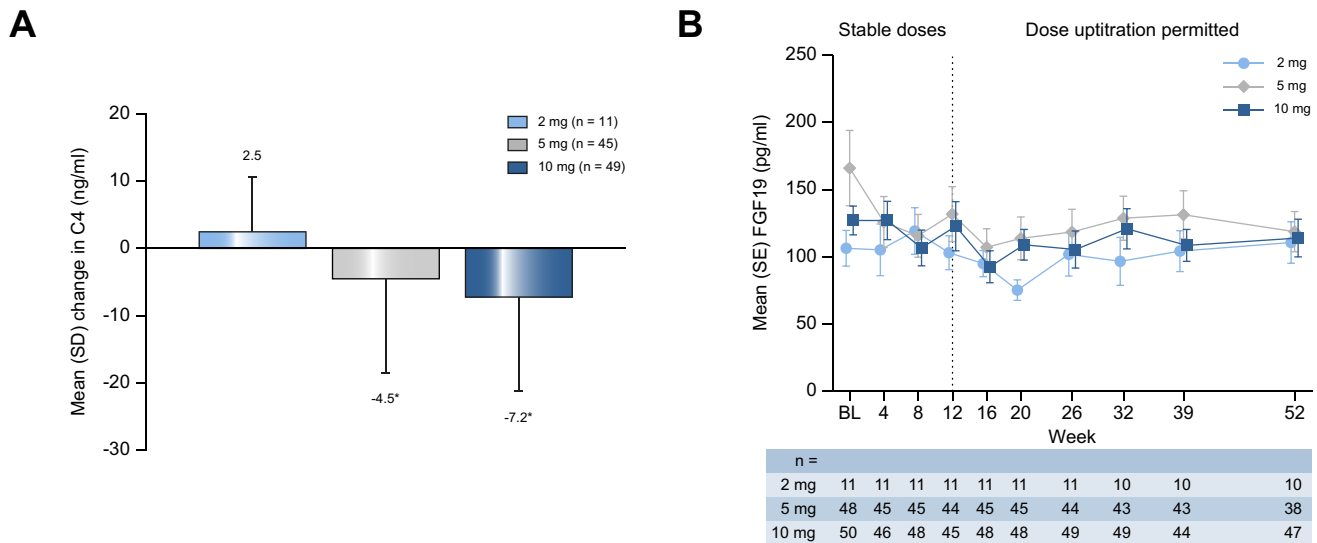 A
Mean (SD) change in C4 (ng/ml)
20
10
0
-10
-20
-30
2.5
-4.5*
-7.2*
2 mg (n = 11)
5 mg (n = 45)
10 mg (n = 49)
B
Stable doses
Dose uptitration permitted
Mean (SE) FGF19 (pg/ml)
250
200
150
100
50
0
2 mg
5 mg
10 mg
BL 4 8 12 16 20 26 32 39 52
Week
n =
2 mg 11 11 11 11 11 11 11 10 10 10
5 mg 48 45 45 44 45 45 44 43 43 38
10 mg 50 46 48 45 48 48 49 49 44 47